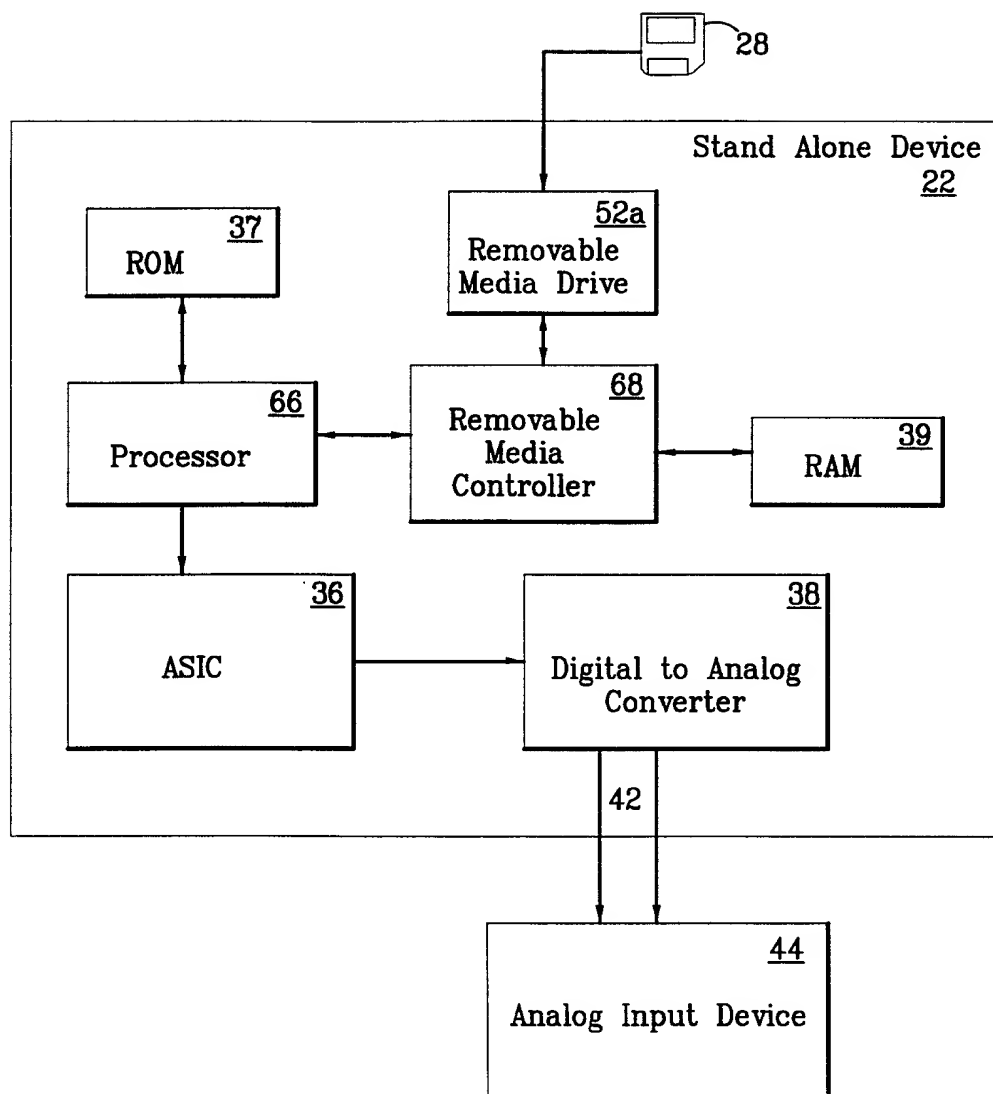 28
Stand Alone Device
22
37
ROM
52a
Removable
Media Drive
66
Processor
68
Removable
Media
Controller
39
RAM
36
ASIC
38
Digital to Analog
Converter
42
44
Analog Input Device